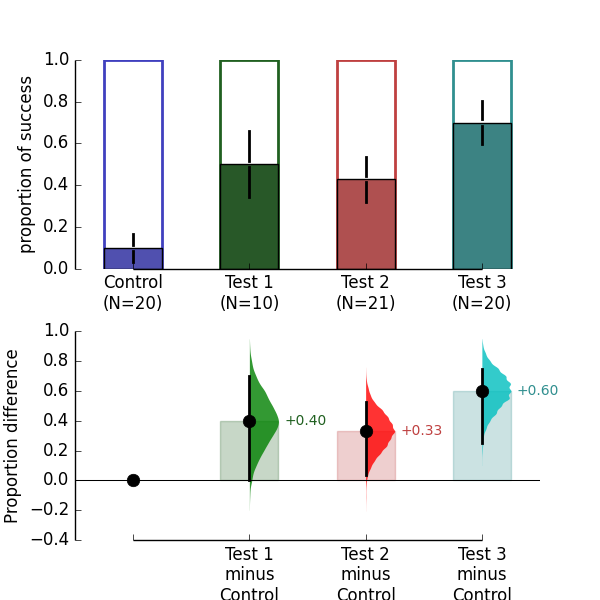 1.0
0.8
0.6
0.4
0.2
0.0
proportion of success
Control Test 1 Test 2 Test 3
(N=20) (N=10) (N=21) (N=20)
1.0
0.8
0.6
0.4
0.2
0.0
−0.2
−0.4
Proportion difference
+0.40
+0.33
+0.60
Test 1 Test 2 Test 3
minus minus minus
Control Control Control